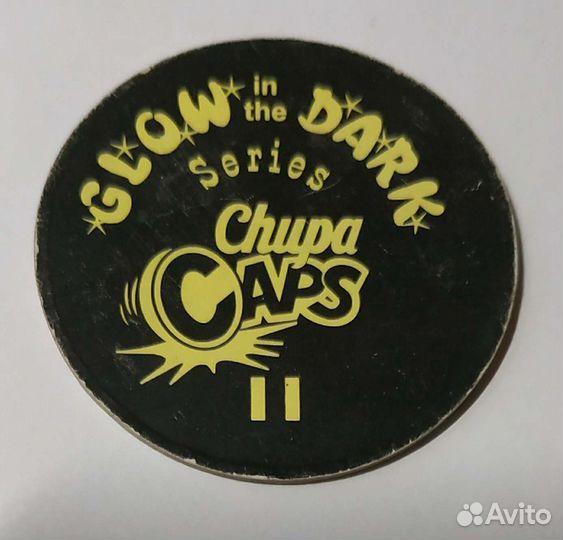 GLOW in the DARK
Series
Chupa
CAPS
11
Avito